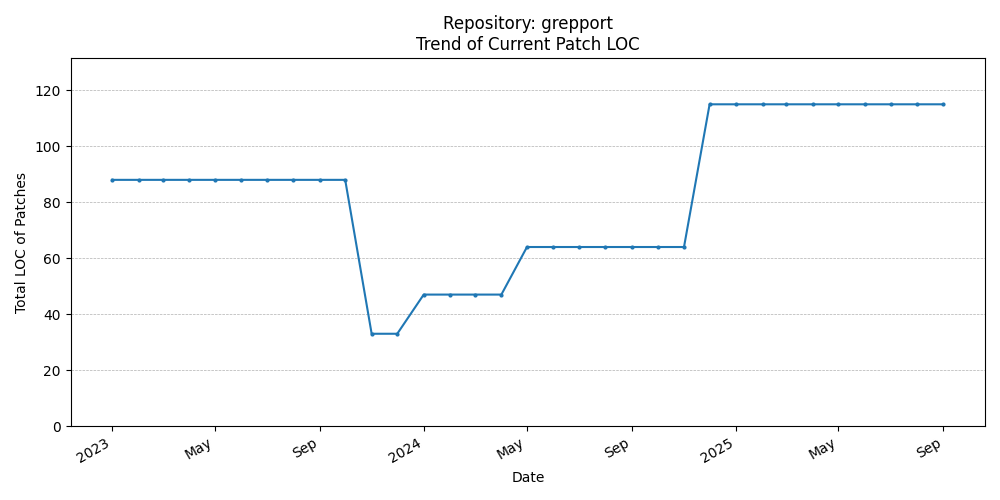 Repository: grepport
Trend of Current Patch LOC
Total LOC of Patches
120
100
80
60
40
20
0
2023
May
Sep
2024
May
Sep
2025
May
Sep
Date